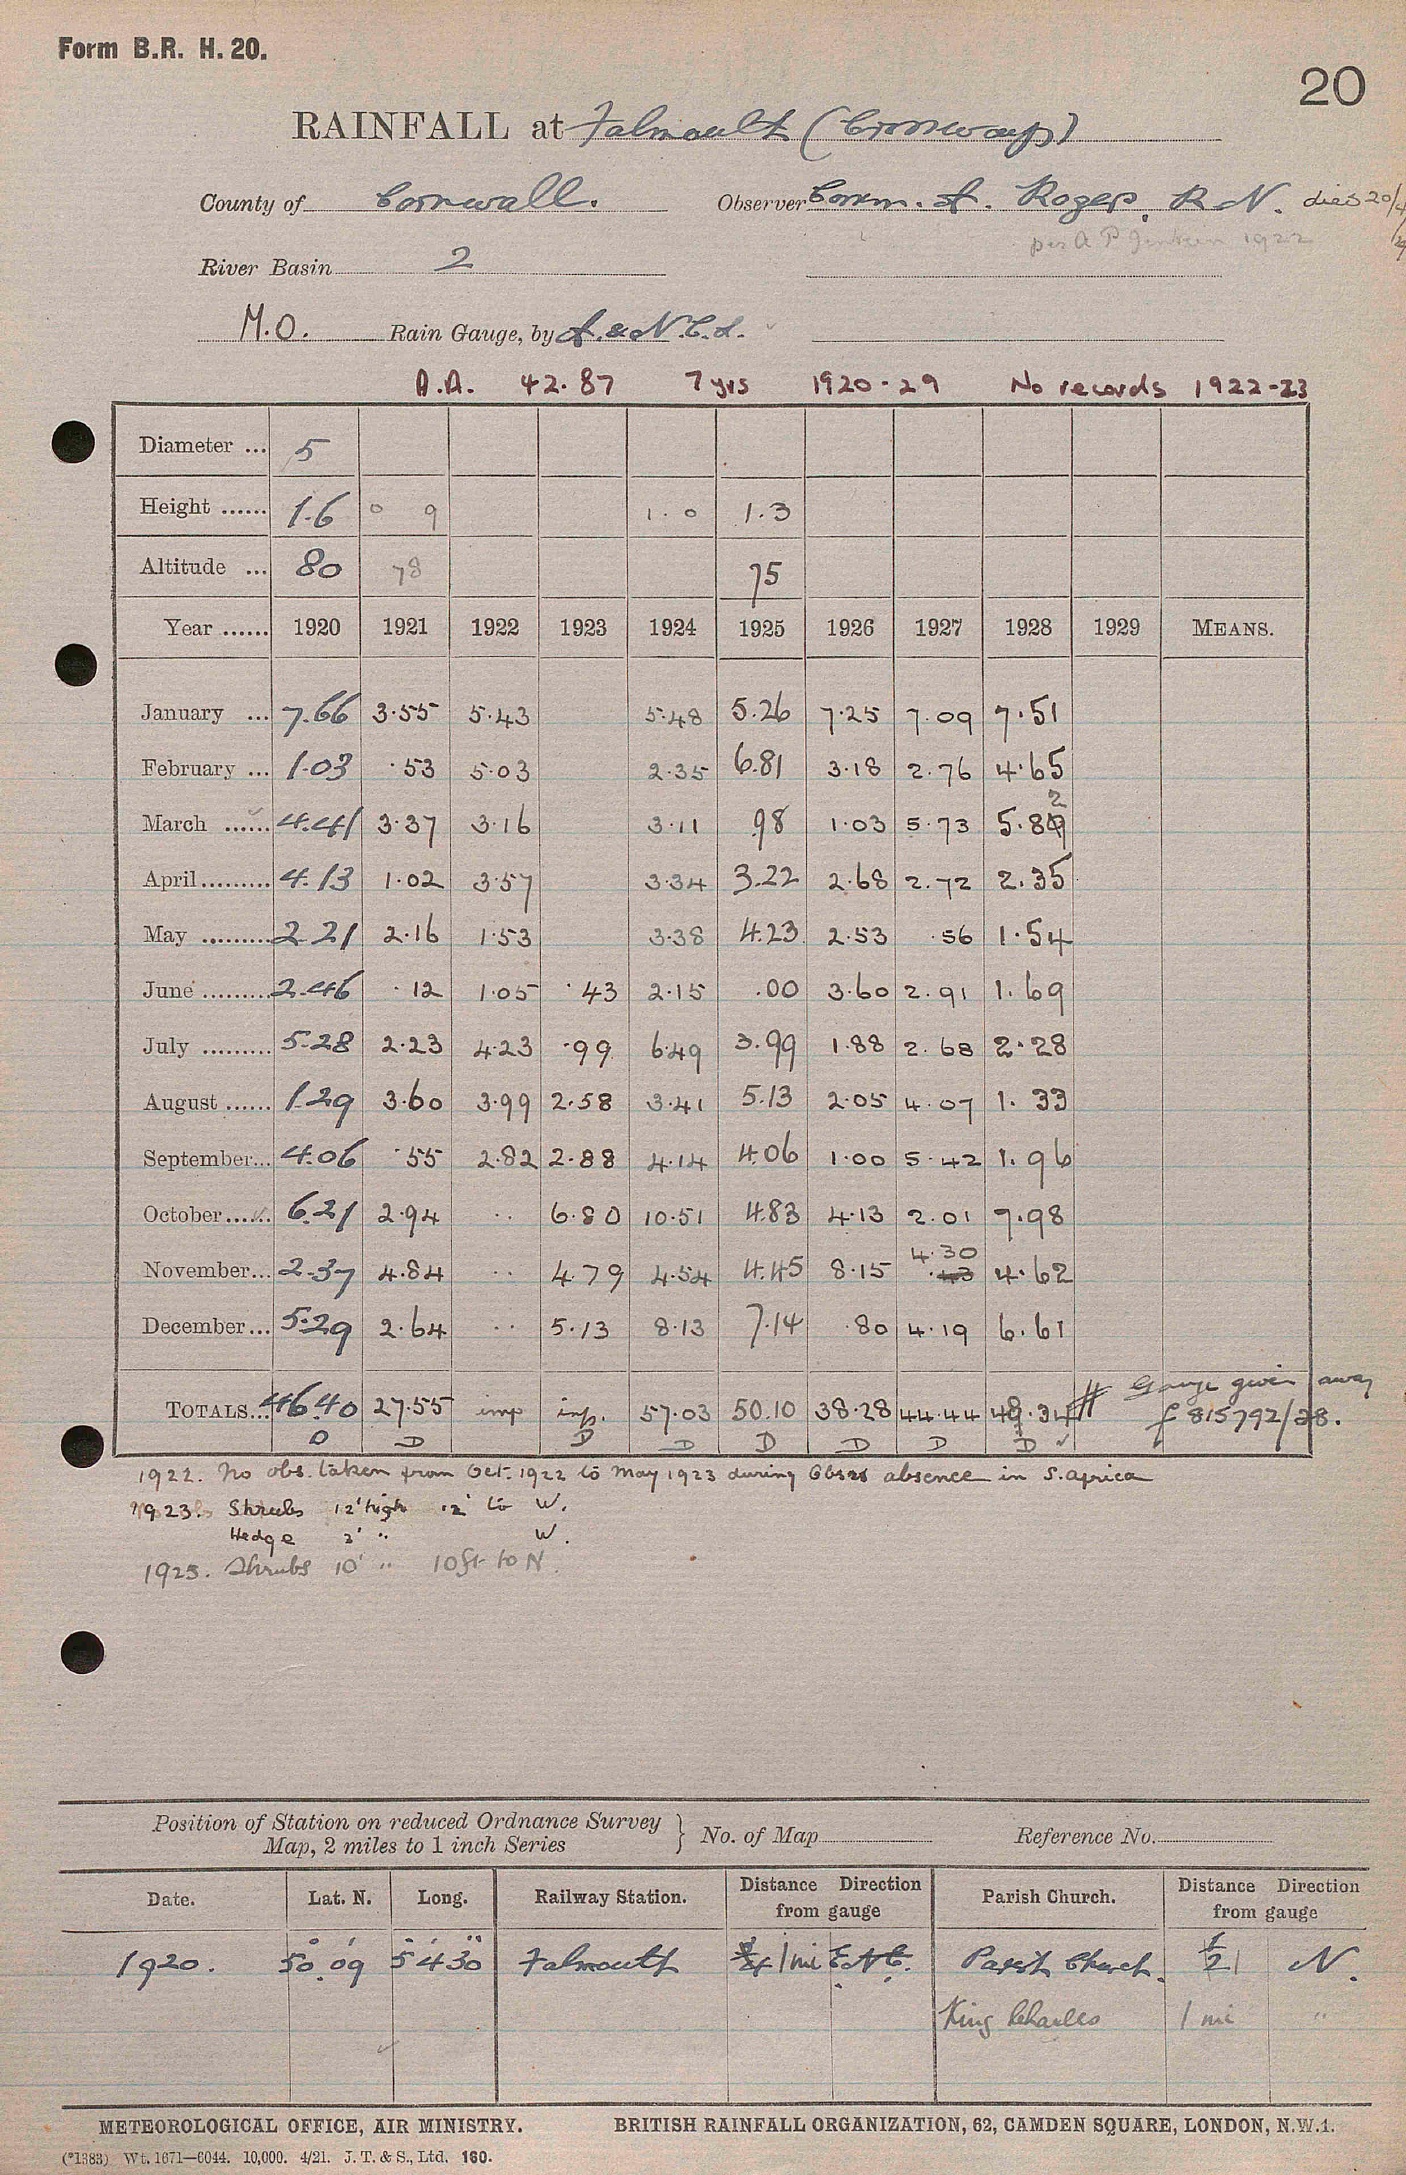 Form B.R. H. 20.
20
RAINFALL at Falmouth (Crossways)
County of Cornwall. Observer Comm. A. Rogers, R.N. died 20/4
per A P Jenkin 1922
River Basin 2
M.O. Rain Gauge, by A. & N.C.S.
A.A. 42.87 7 yrs 1920-29 No records 1922-23
Diameter ... 5
Height ...... 1.6 0 9 1.0 1.3
Altitude ... 80 78 75
Year ...... 1920 1921 1922 1923 1924 1925 1926 1927 1928 1929 MEANS.
January ... 7.66 3.55 5.43 5.48 5.26 7.25 7.09 7.51
February ... 1.03 .53 5.03 2.35 6.81 3.18 2.76 4.65
2
March ...... 4.41 3.37 3.16 3.11 .98 1.03 5.73 5.89
April......... 4.13 1.02 3.57 3.34 3.22 2.68 2.72 2.35
May ......... 2.21 2.16 1.53 3.38 4.23 2.53 .56 1.54
June ......... 2.46 .12 1.05 .43 2.15 .00 3.60 2.91 1.69
July ......... 5.28 2.23 4.23 .99 6.49 3.99 1.88 2.68 2.28
August ...... 1.29 3.60 3.99 2.58 3.41 5.13 2.05 4.07 1.33
September... 4.06 .55 2.82 2.88 4.14 4.06 1.00 5.42 1.96
October...... 6.21 2.94 .. 6.80 10.51 4.83 4.13 2.01 7.98
4.30
November... 2.37 4.84 .. 4.79 4.54 4.45 8.15 .43 4.62
December... 5.29 2.64 .. 5.13 8.13 7.14 .80 4.19 6.61
TOTALS... 46.40 27.55 imp inp. 57.03 50.10 38.28 44.44 48.34 # Gauge given away
f 815792/28.
D D D D D D D D ✓
1922. No obs. taken from Oct. 1922 to May 1923 during Obsrs absence in S. Africa
1923. Shrubs 12' high 12' to W.
Hedge 3' " W.
1925. Shrubs 10' " 10ft to N.
Position of Station on reduced Ordnance Survey
Map, 2 miles to 1 inch Series } No. of Map Reference No.
Date. Lat. N. Long. Railway Station. Distance Direction from gauge Parish Church. Distance Direction from gauge
1920. 50° 09' 5° 4' 30" Falmouth 3/4 1 mi E.N.E. Parish Church. 1/2 N.
King Charles 1 mi "
METEOROLOGICAL OFFICE, AIR MINISTRY. BRITISH RAINFALL ORGANIZATION, 62, CAMDEN SQUARE, LONDON, N.W.1.
(*1383) Wt. 1671—6044. 10,000. 4/21. J. T. & S., Ltd. 160.